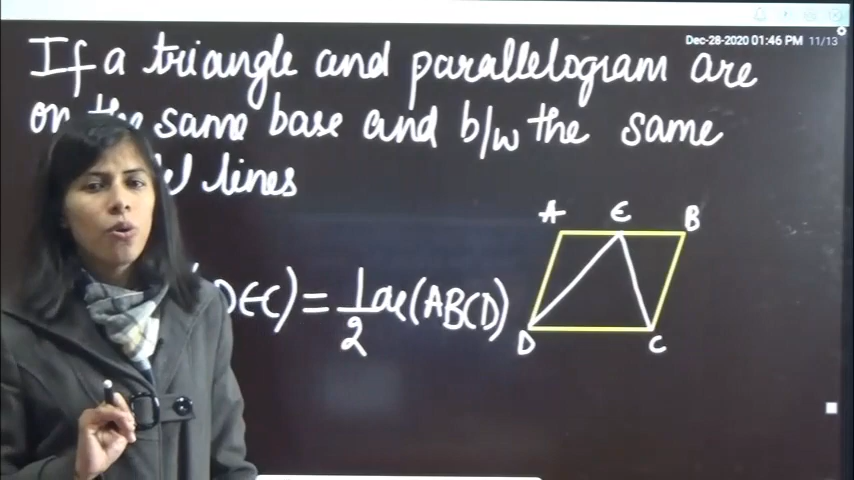 Dec-28-2020 01:46 PM 11/13
If a triangle and parallelogram are
on the same base and b/w the same
lines
DEC) = 1/2 ar(ABCD)
A E B
D C